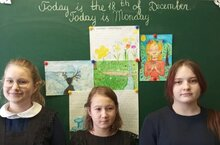 Today is the 18th of December
Today is Monday